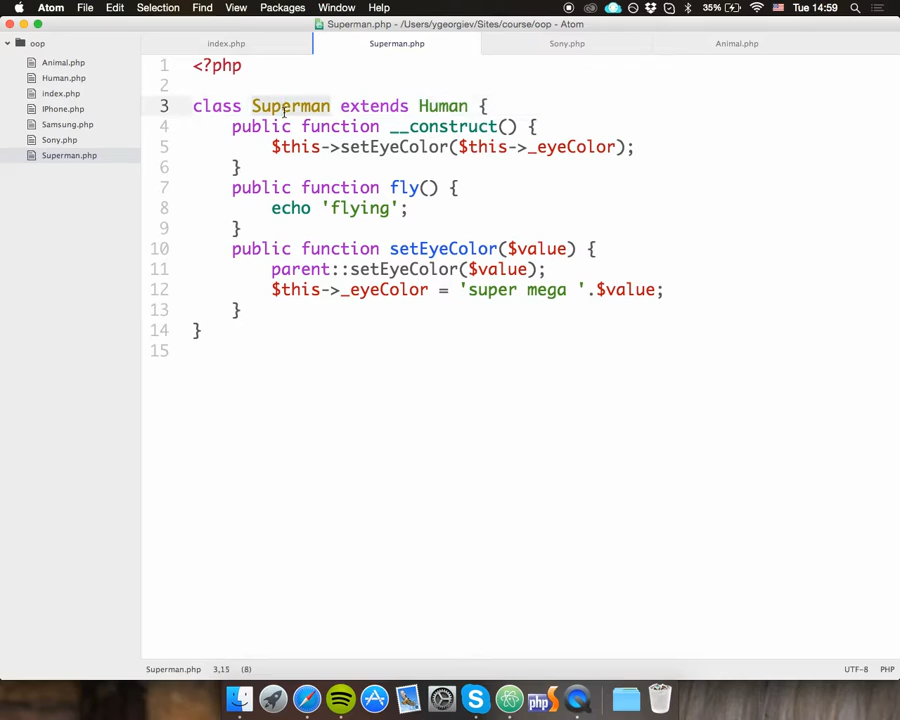 Atom File Edit Selection Find View Packages Window Help 35% Tue 14:59
Superman.php - /Users/ygeorgiev/Sites/course/oop - Atom
oop
Animal.php
Human.php
index.php
IPhone.php
Samsung.php
Sony.php
Superman.php
index.php Superman.php Sony.php Animal.php
1 <?php
2
3 class Superman extends Human {
4 public function __construct() {
5 $this->setEyeColor($this->_eyeColor);
6 }
7 public function fly() {
8 echo 'flying';
9 }
10 public function setEyeColor($value) {
11 parent::setEyeColor($value);
12 $this->_eyeColor = 'super mega '.$value;
13 }
14 }
15
Superman.php 3,15 (8) UTF-8 PHP
php